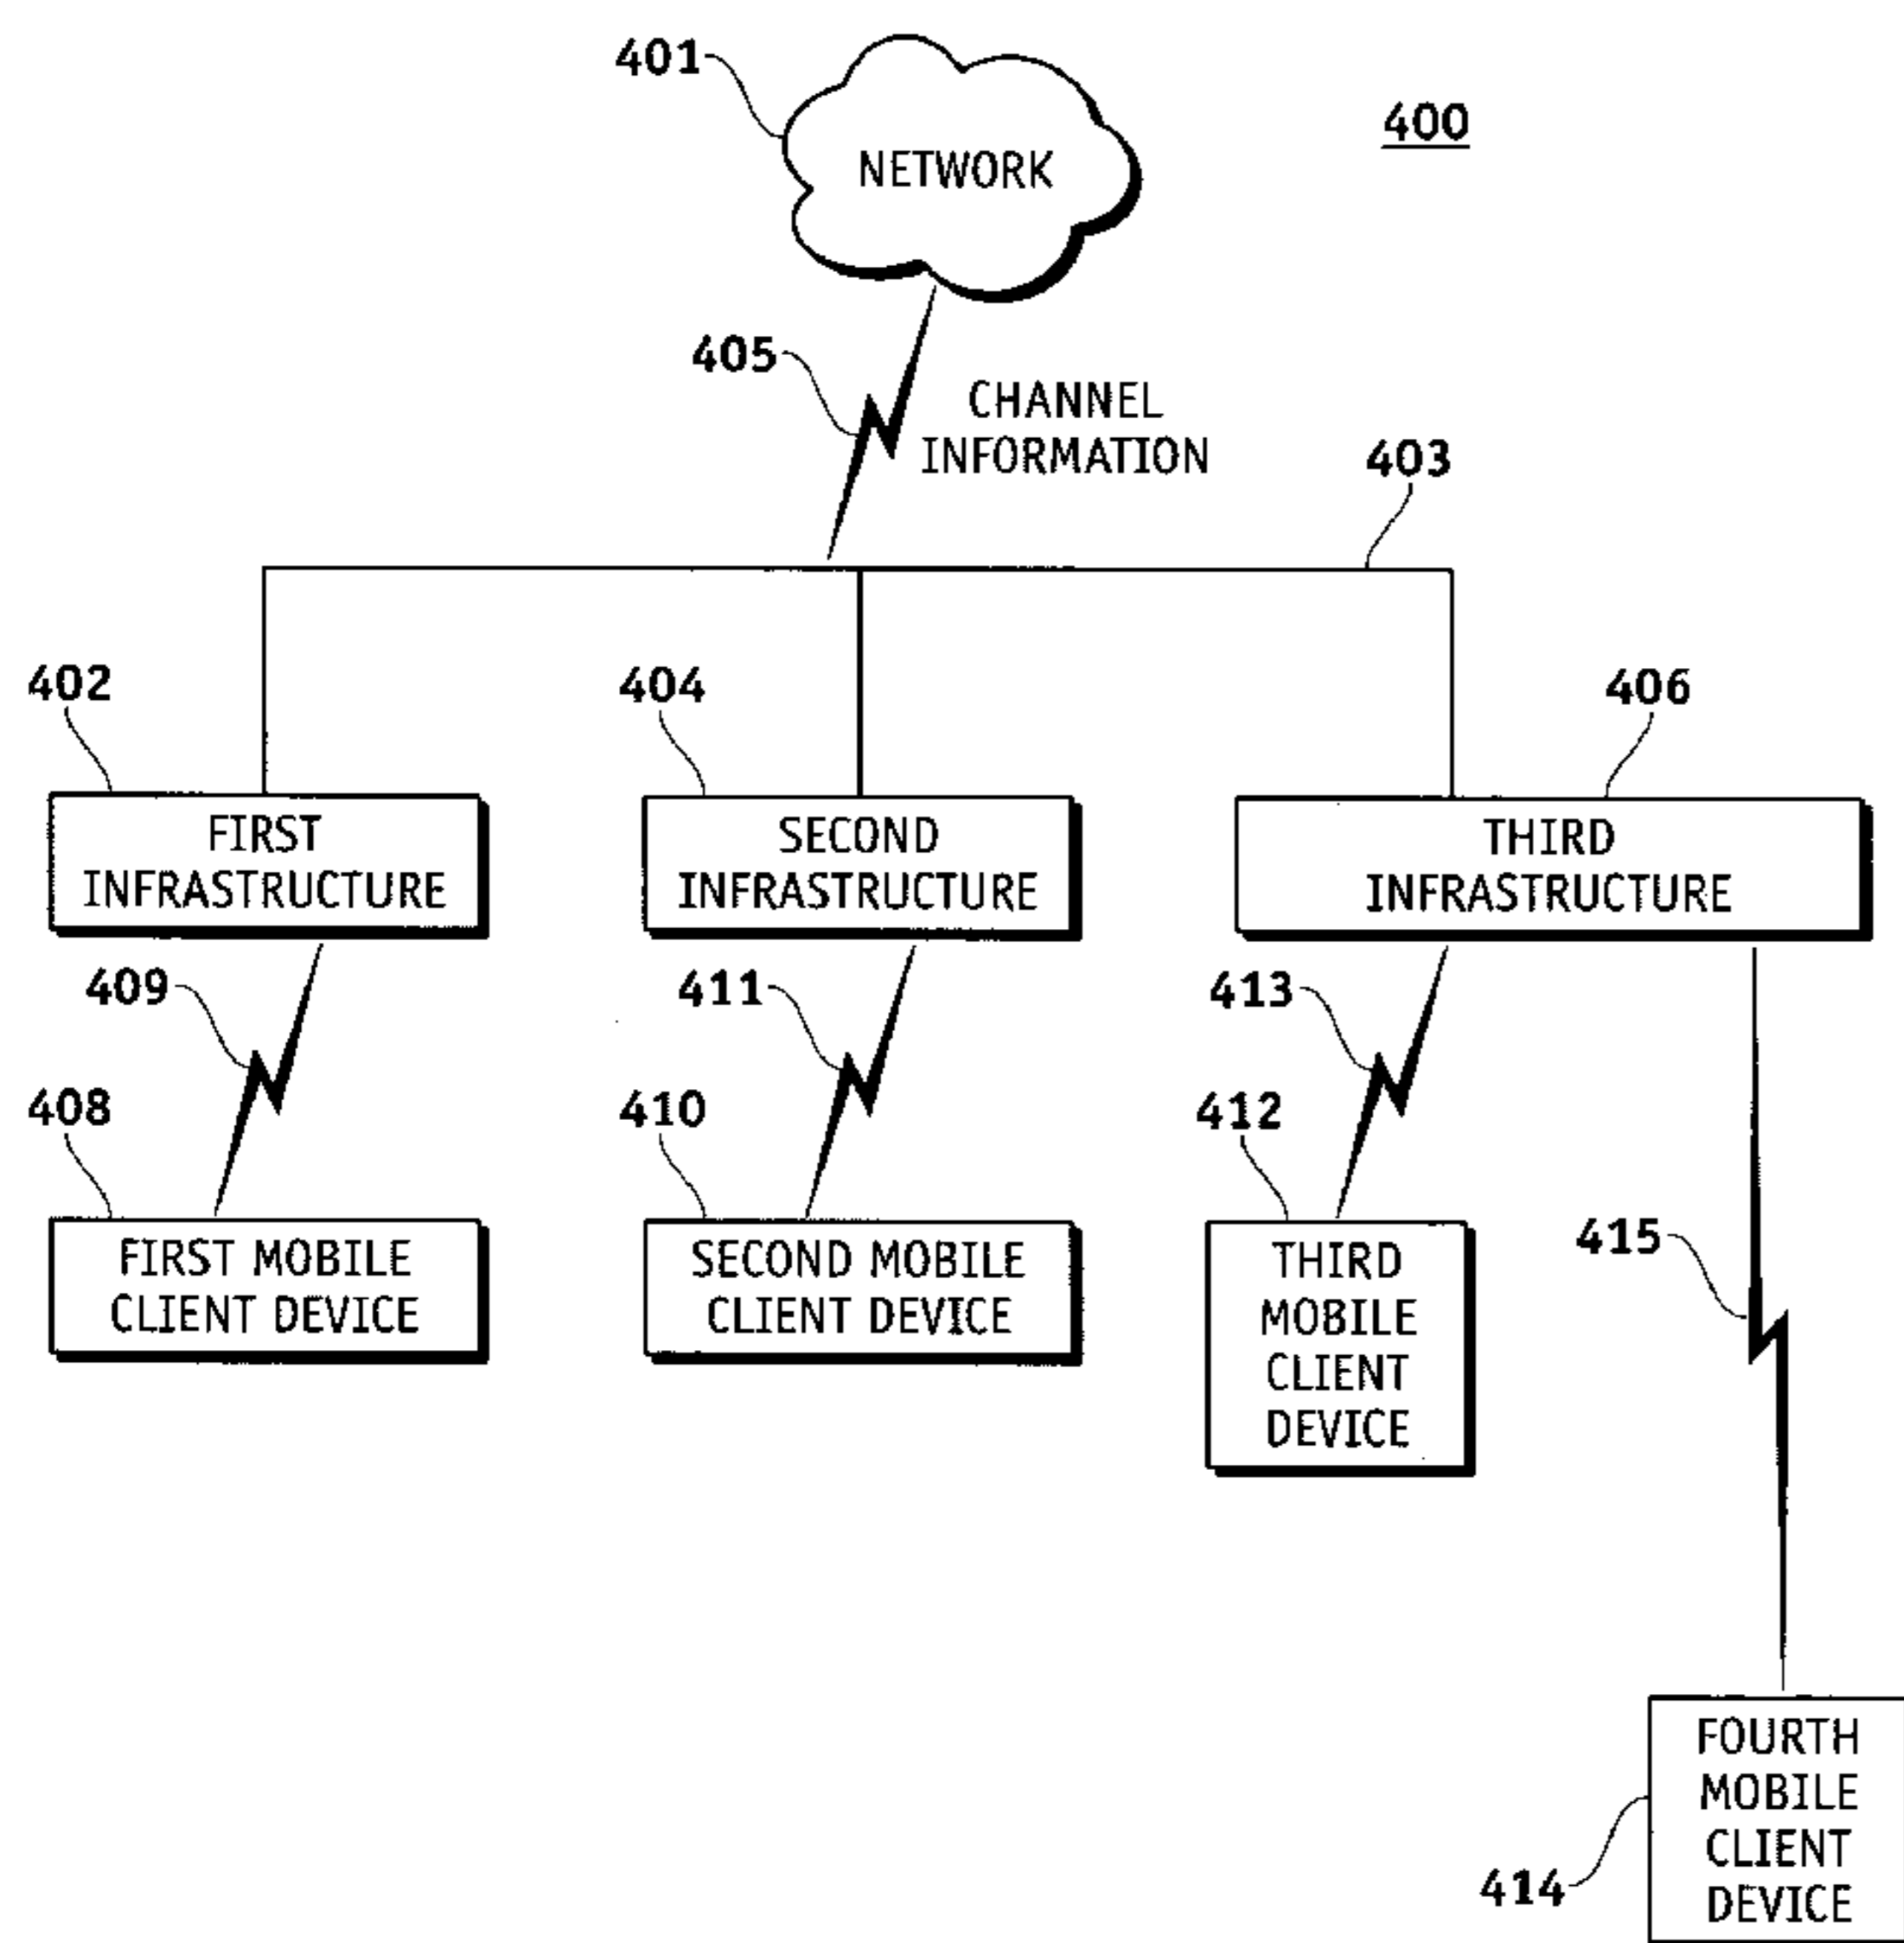 401
NETWORK
400
405
CHANNEL
INFORMATION
403
402
404
406
FIRST
INFRASTRUCTURE
SECOND
INFRASTRUCTURE
THIRD
INFRASTRUCTURE
409
411
413
408
410
412
FIRST MOBILE
CLIENT DEVICE
SECOND MOBILE
CLIENT DEVICE
THIRD
MOBILE
CLIENT
DEVICE
415
FOURTH
MOBILE
CLIENT
DEVICE
414